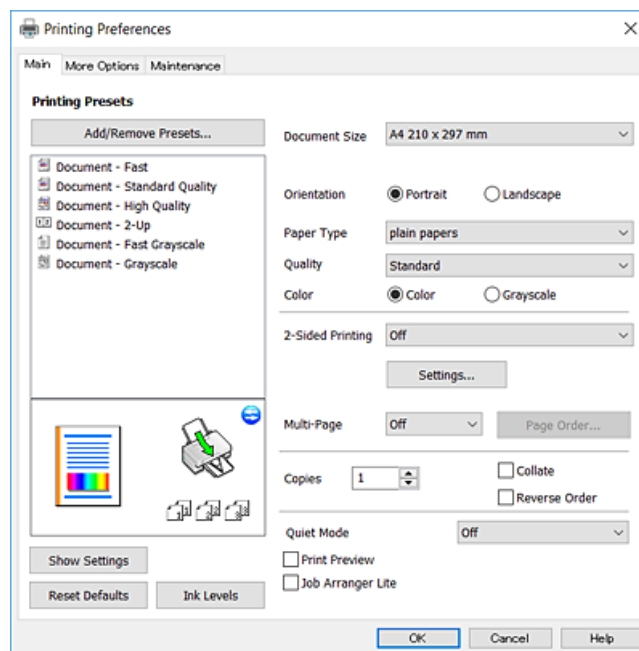 Printing Preferences
Main More Options Maintenance
Printing Presets
Add/Remove Presets...
Document - Fast
Document - Standard Quality
Document - High Quality
Document - 2-Up
Document - Fast Grayscale
Document - Grayscale
Show Settings
Reset Defaults Ink Levels
Document Size A4 210 x 297 mm
Orientation Portrait Landscape
Paper Type plain papers
Quality Standard
Color Color Grayscale
2-Sided Printing Off
Settings...
Multi-Page Off Page Order...
Copies 1 Collate
Reverse Order
Quiet Mode Off
Print Preview
Job Arranger Lite
OK Cancel Help